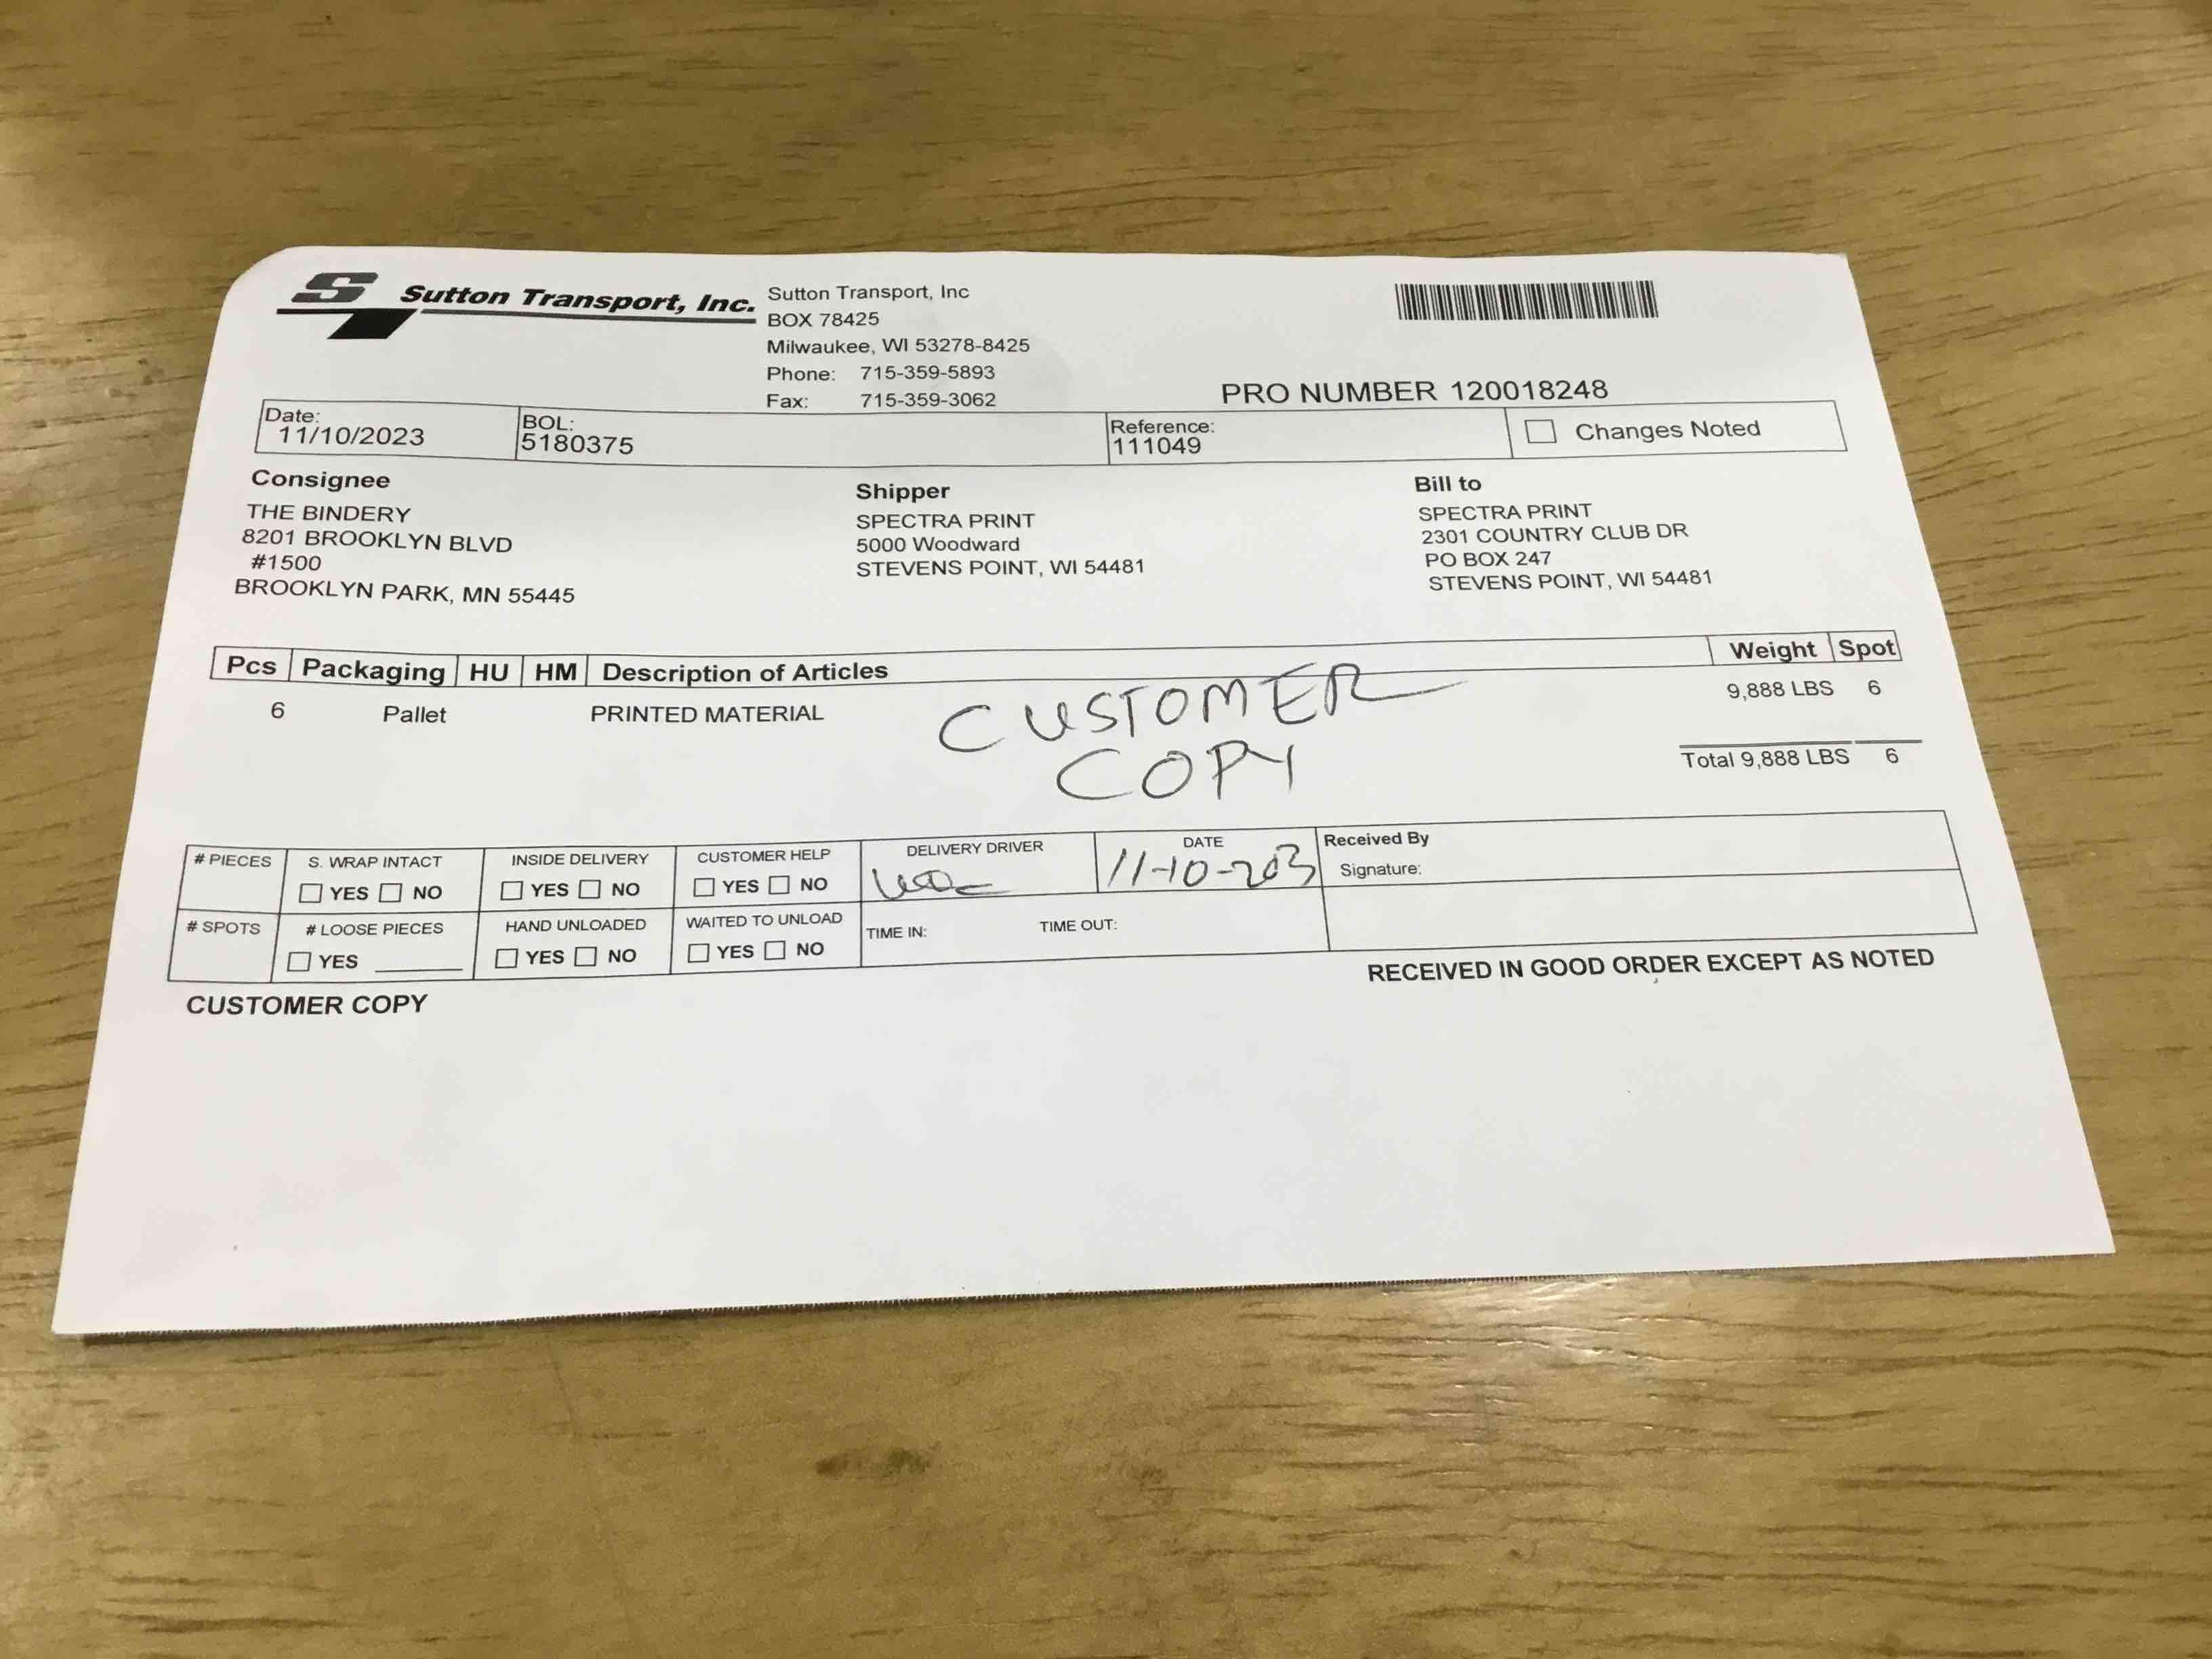 S
Sutton Transport, Inc.
Sutton Transport, Inc
BOX 78425
Milwaukee, WI 53278-8425
Phone: 715-359-5893
Fax: 715-359-3062
PRO NUMBER 120018248
Date: 11/10/2023
BOL: 5180375
Reference: 111049
Changes Noted
Consignee
THE BINDERY
8201 BROOKLYN BLVD
#1500
BROOKLYN PARK, MN 55445
Shipper
SPECTRA PRINT
5000 Woodward
STEVENS POINT, WI 54481
Bill to
SPECTRA PRINT
2301 COUNTRY CLUB DR
PO BOX 247
STEVENS POINT, WI 54481
Pcs Packaging HU HM Description of Articles Weight Spot
6 Pallet PRINTED MATERIAL 9,888 LBS 6
CUSTOMER
COPY
Total 9,888 LBS 6
# PIECES
S. WRAP INTACT
YES NO
INSIDE DELIVERY
YES NO
CUSTOMER HELP
YES NO
DELIVERY DRIVER
DATE
11-10-203
Received By
Signature:
# SPOTS
# LOOSE PIECES
YES
HAND UNLOADED
YES NO
WAITED TO UNLOAD
YES NO
TIME IN: TIME OUT:
RECEIVED IN GOOD ORDER EXCEPT AS NOTED
CUSTOMER COPY